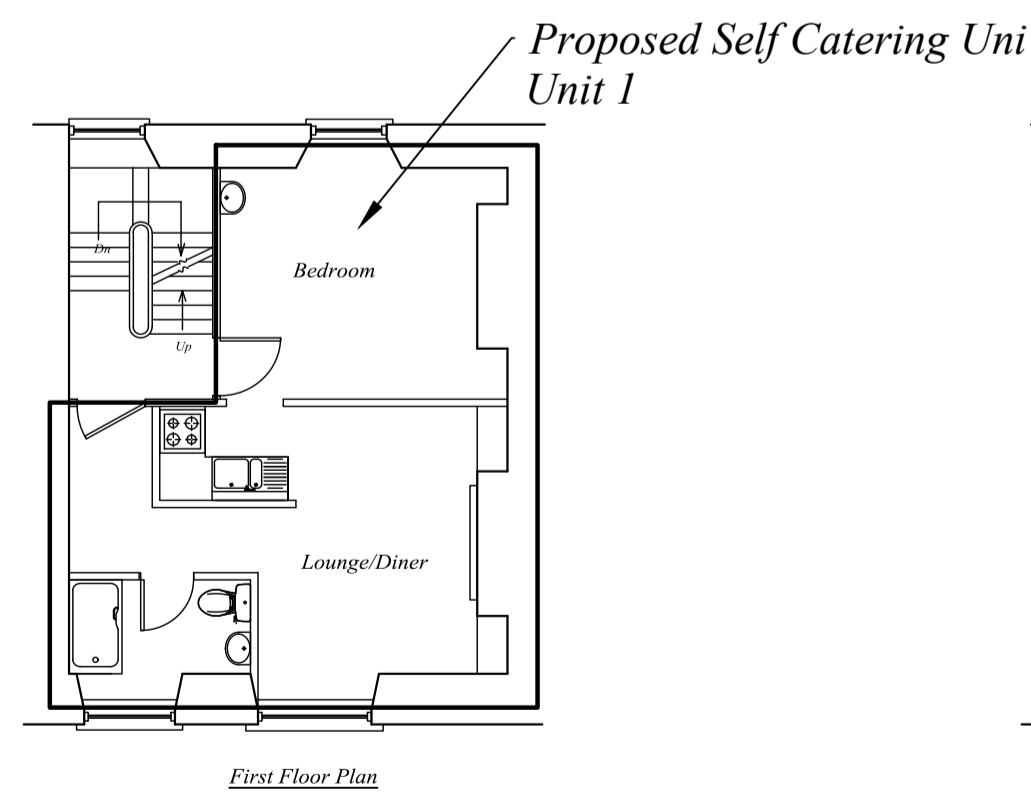 Proposed Self Catering Uni
Unit 1
Dn
Bedroom
Up
Lounge/Diner
First Floor Plan